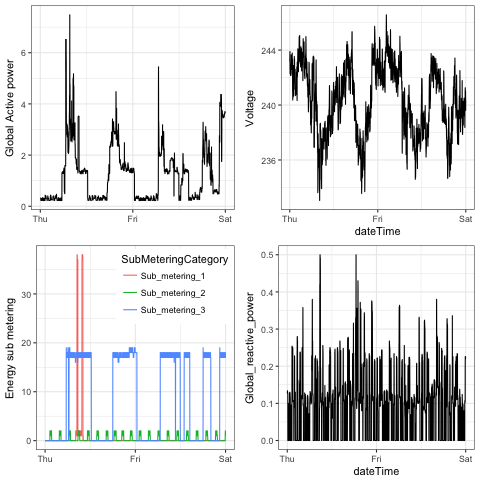 Global Active power
6
4
2
0
Thu
Fri
Sat
Voltage
244
240
236
Thu
Fri
Sat
dateTime
Energy sub metering
30
20
10
0
SubMeteringCategory
Sub_metering_1
Sub_metering_2
Sub_metering_3
Thu
Fri
Sat
Global_reactive_power
0.5
0.4
0.3
0.2
0.1
0.0
Thu
Fri
Sat
dateTime